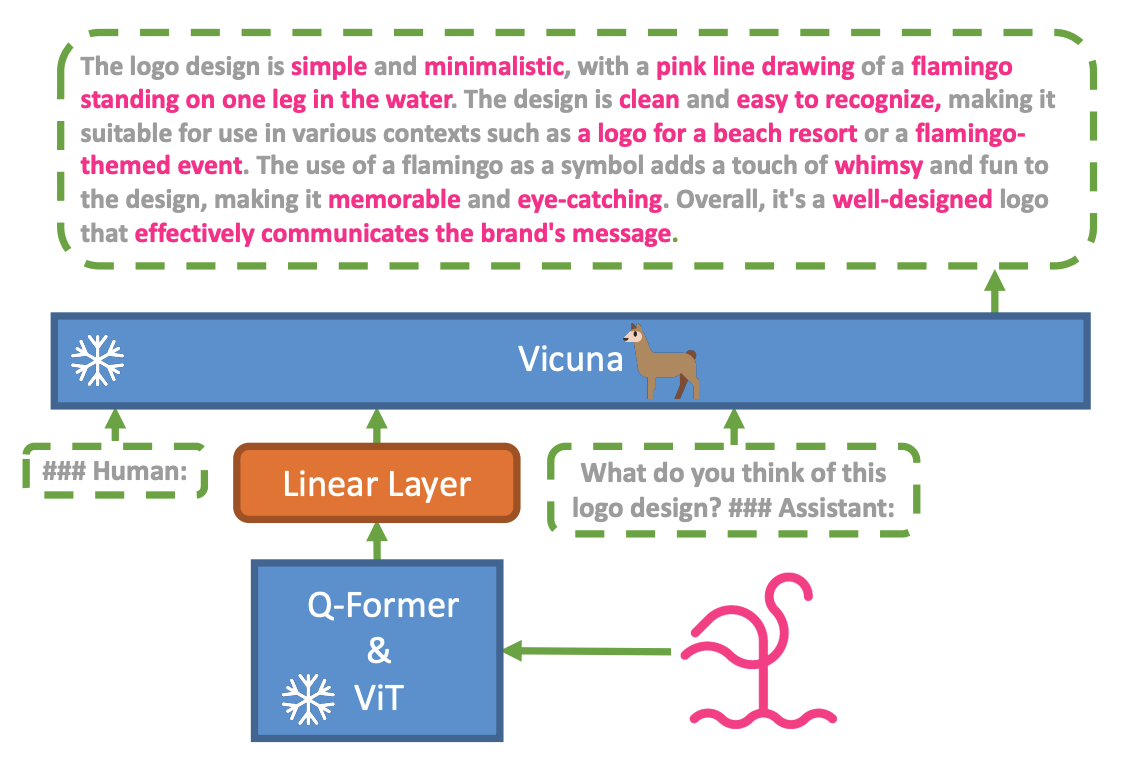 The logo design is simple and minimalistic, with a pink line drawing of a flamingo
standing on one leg in the water. The design is clean and easy to recognize, making it
suitable for use in various contexts such as a logo for a beach resort or a flamingo-
themed event. The use of a flamingo as a symbol adds a touch of whimsy and fun to
the design, making it memorable and eye-catching. Overall, it's a well-designed logo
that effectively communicates the brand's message.
Vicuna
### Human:
Linear Layer
What do you think of this
logo design? ### Assistant:
Q-Former
&
ViT